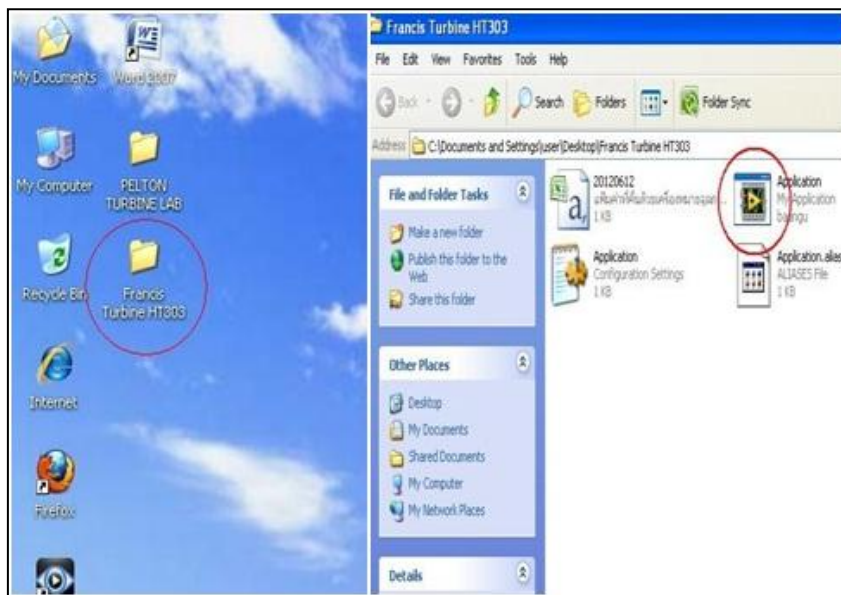 My Documents
Word 2007
My Computer
PELTON
TURBINE LAB
Recycle Bin
Francis
Turbine HT303
Internet
Firefox
Francis Turbine HT303
File Edit View Favorites Tools Help
Back Search Folders Folder Sync
Address C:\Documents and Settings\user\Desktop\Francis Turbine HT303
File and Folder Tasks
Make a new folder
Publish this folder to the
Web
Share this folder
Other Places
Desktop
My Documents
Shared Documents
My Computer
My Network Places
Details
20120612
1 KB
Application
My Application
Application
Configuration Settings
1 KB
Application.alias
ALIASES File
1 KB